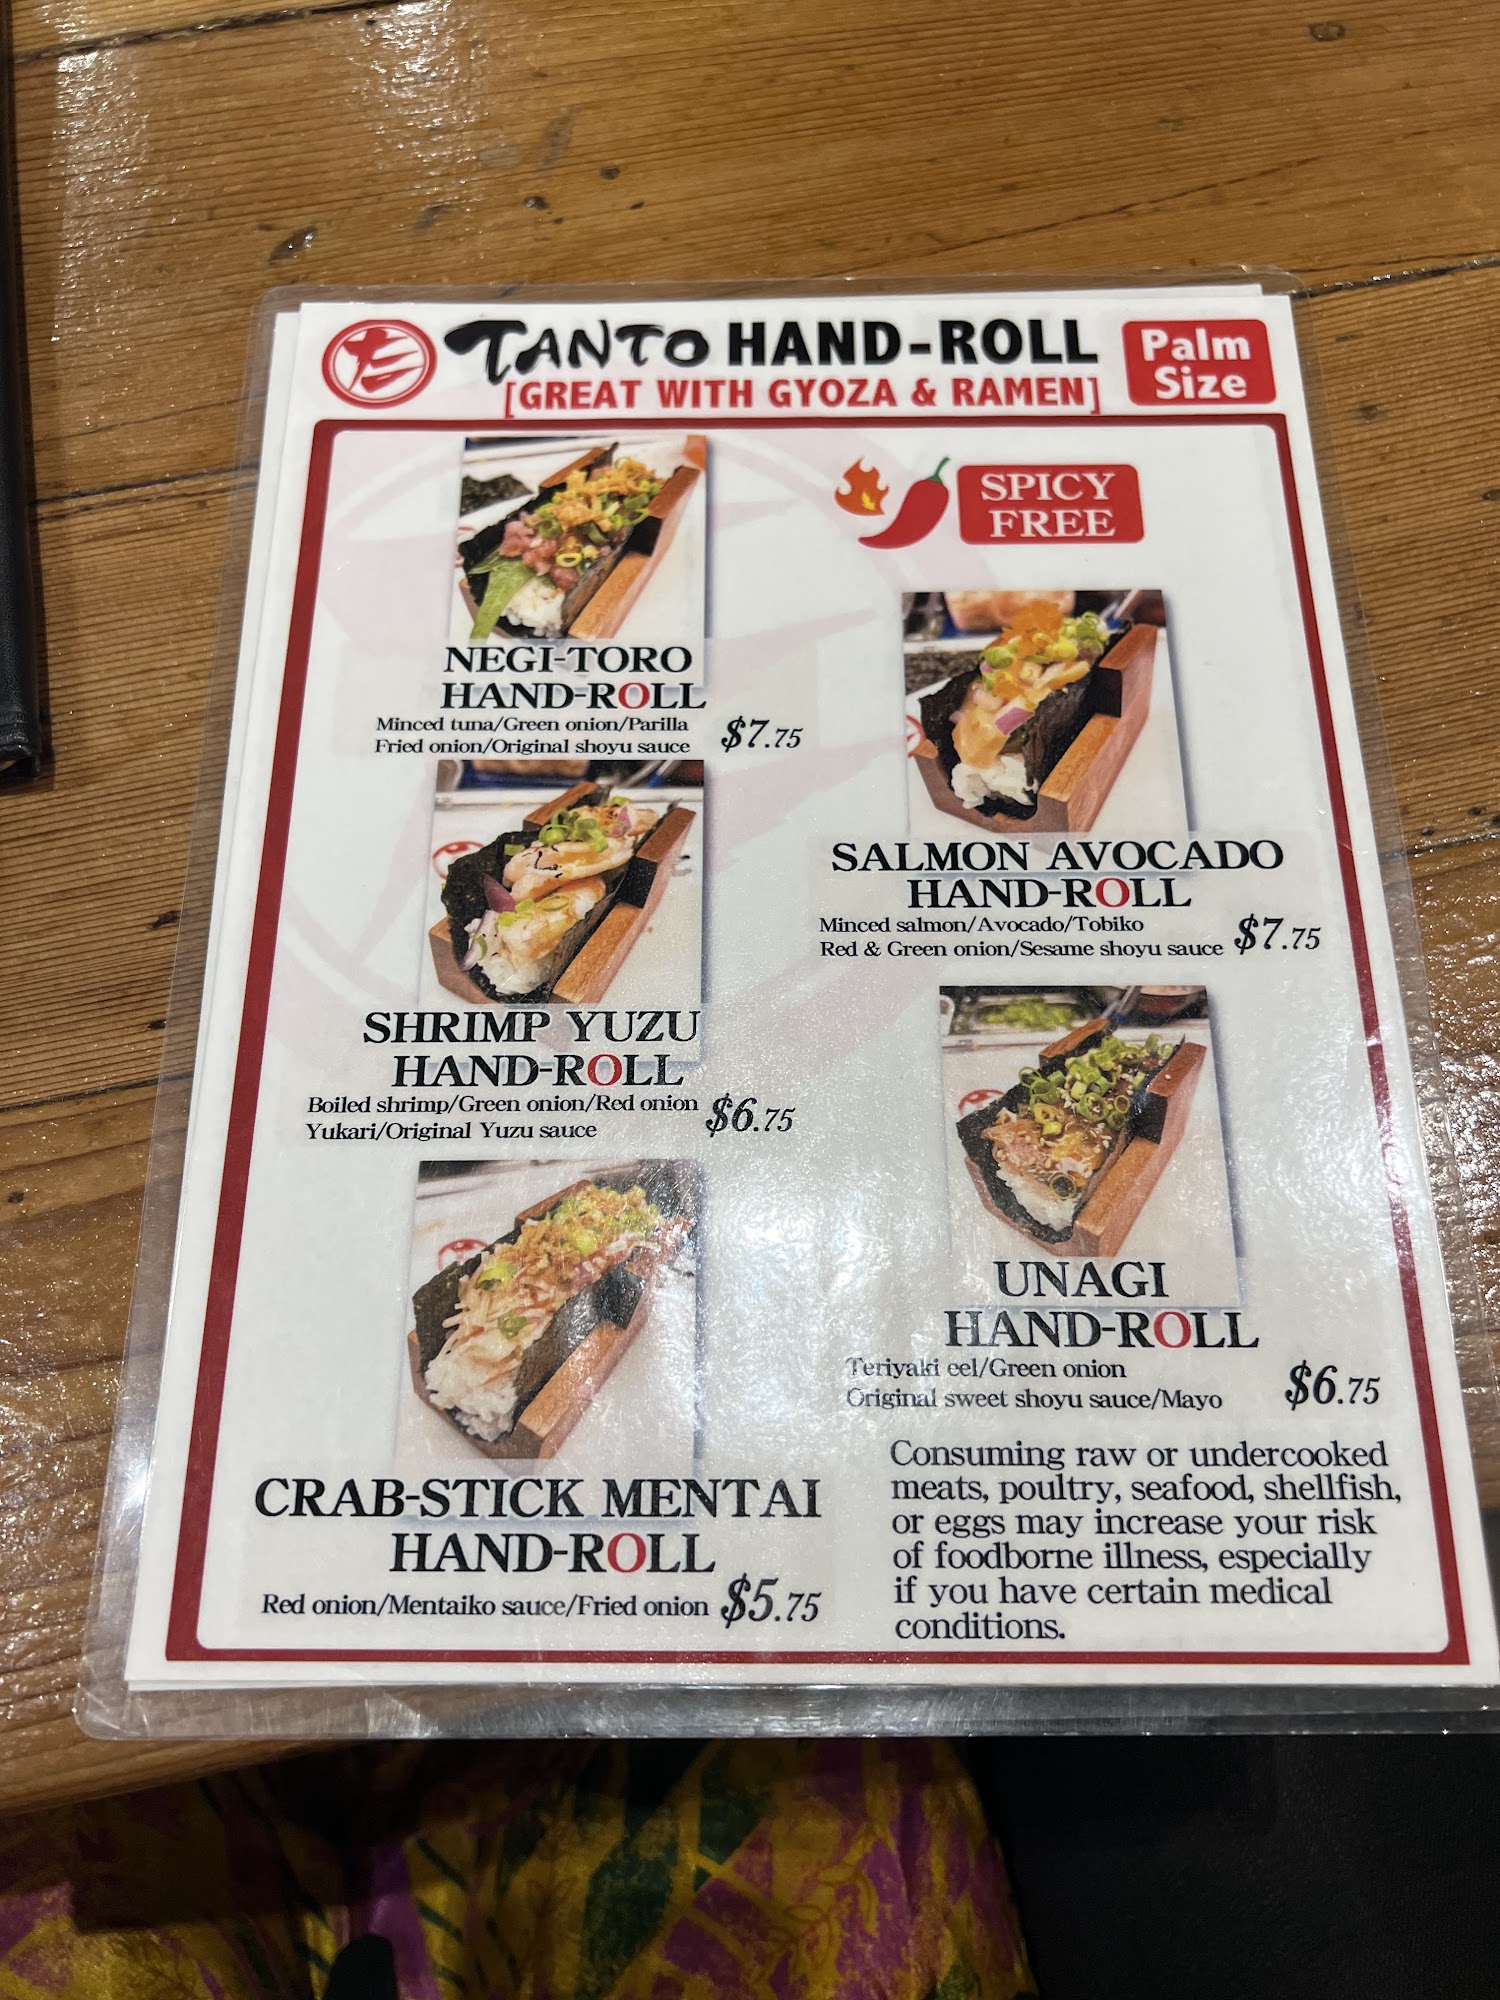 TANTO HAND-ROLL
[GREAT WITH GYOZA & RAMEN]
Palm
Size
SPICY
FREE
NEGI-TORO
HAND-ROLL
Minced tuna/Green onion/Parilla
Fried onion/Original shoyu sauce
$7.75
SALMON AVOCADO
HAND-ROLL
Minced salmon/Avocado/Tobiko
Red & Green onion/Sesame shoyu sauce
$7.75
SHRIMP YUZU
HAND-ROLL
Boiled shrimp/Green onion/Red onion
Yukari/Original Yuzu sauce
$6.75
UNAGI
HAND-ROLL
Teriyaki eel/Green onion
Original sweet shoyu sauce/Mayo
$6.75
CRAB-STICK MENTAI
HAND-ROLL
Red onion/Mentaiko sauce/Fried onion
$5.75
Consuming raw or undercooked
meats, poultry, seafood, shellfish,
or eggs may increase your risk
of foodborne illness, especially
if you have certain medical
conditions.